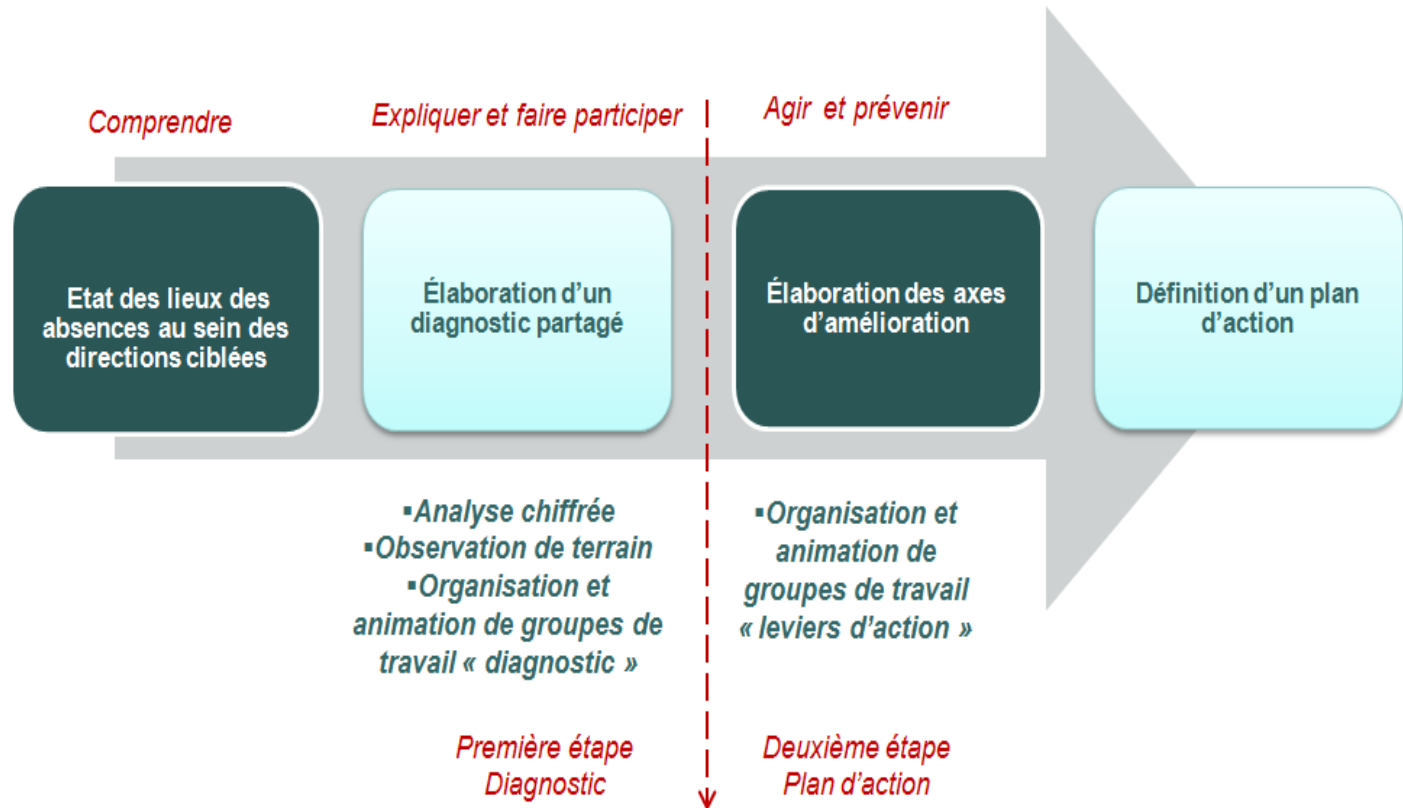 Comprendre
Expliquer et faire participer
Agir et prévenir
Etat des lieux des
absences au sein des
directions ciblées
Élaboration d’un
diagnostic partagé
Élaboration des axes
d’amélioration
Définition d’un plan
d’action
▪Analyse chiffrée
▪Observation de terrain
▪Organisation et
animation de groupes de
travail « diagnostic »
▪Organisation et
animation de
groupes de travail
« leviers d’action »
Première étape
Diagnostic
Deuxième étape
Plan d’action